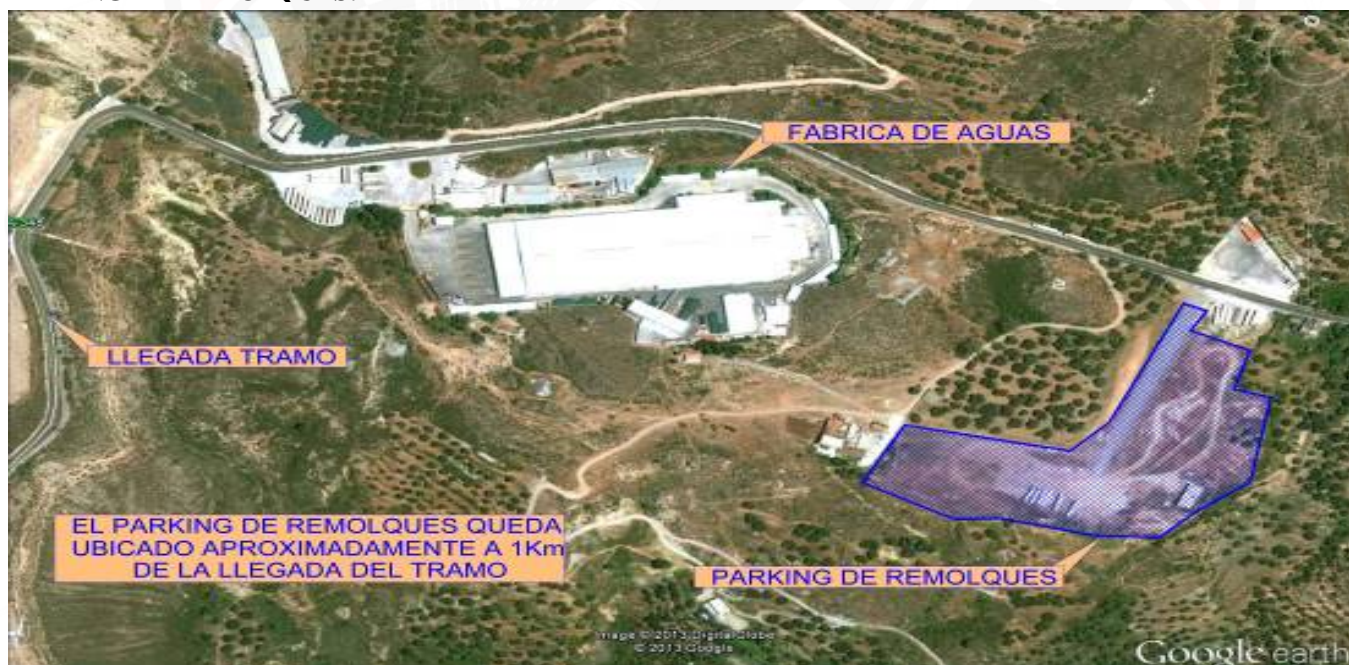 FABRICA DE AGUAS
LLEGADA TRAMO
EL PARKING DE REMOLQUES QUEDA
UBICADO APROXIMADAMENTE A 1Km
DE LA LLEGADA DEL TRAMO
PARKING DE REMOLQUES
Image © 2013 DigitalGlobe
© 2013 Google
Google earth